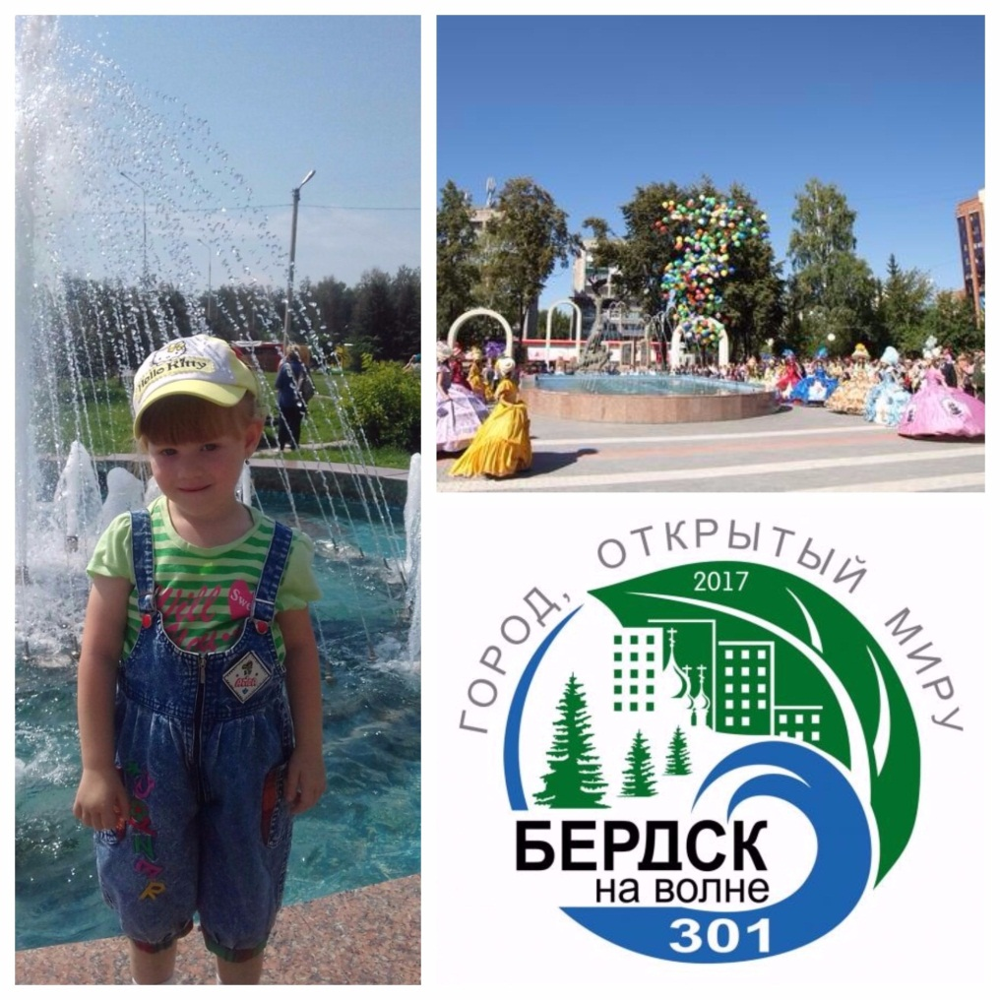 Hello Kitty
ГОРОД, ОТКРЫТЫЙ МИРУ
2017
БЕРДСК
на волне
301